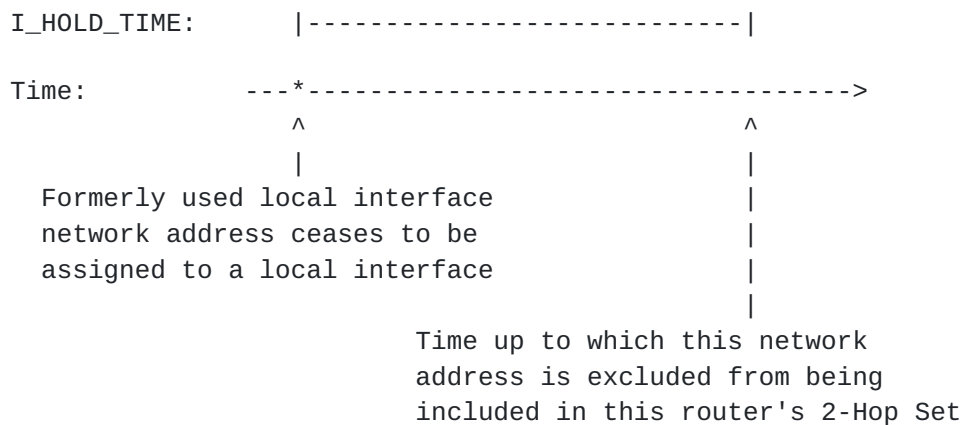 I_HOLD_TIME:      |----------------------------|

Time:          ---*----------------------------------->
                  ^                            ^
                  |                            |
  Formerly used local interface                |
  network address ceases to be                 |
  assigned to a local interface                |
                                               |
                          Time up to which this network
                          address is excluded from being
                          included in this router's 2-Hop Set